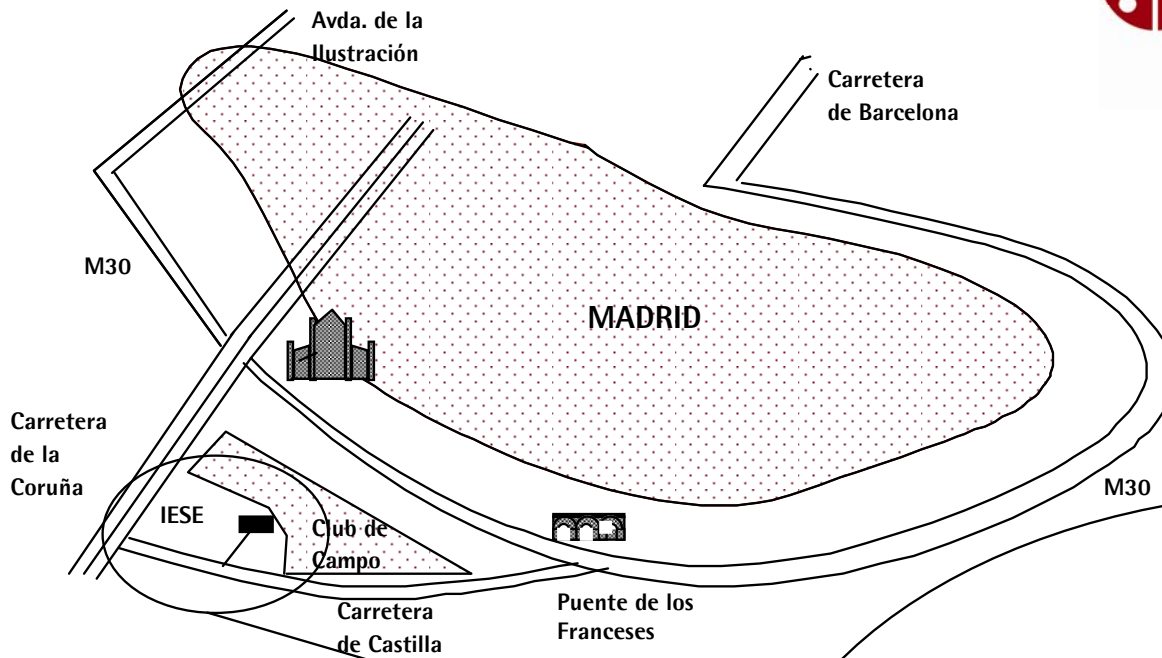 Avda. de la
Ilustración
Carretera
de Barcelona
M30
MADRID
Carretera
de la
Coruña
M30
IESE
Club de
Campo
Carretera
de Castilla
Puente de los
Franceses